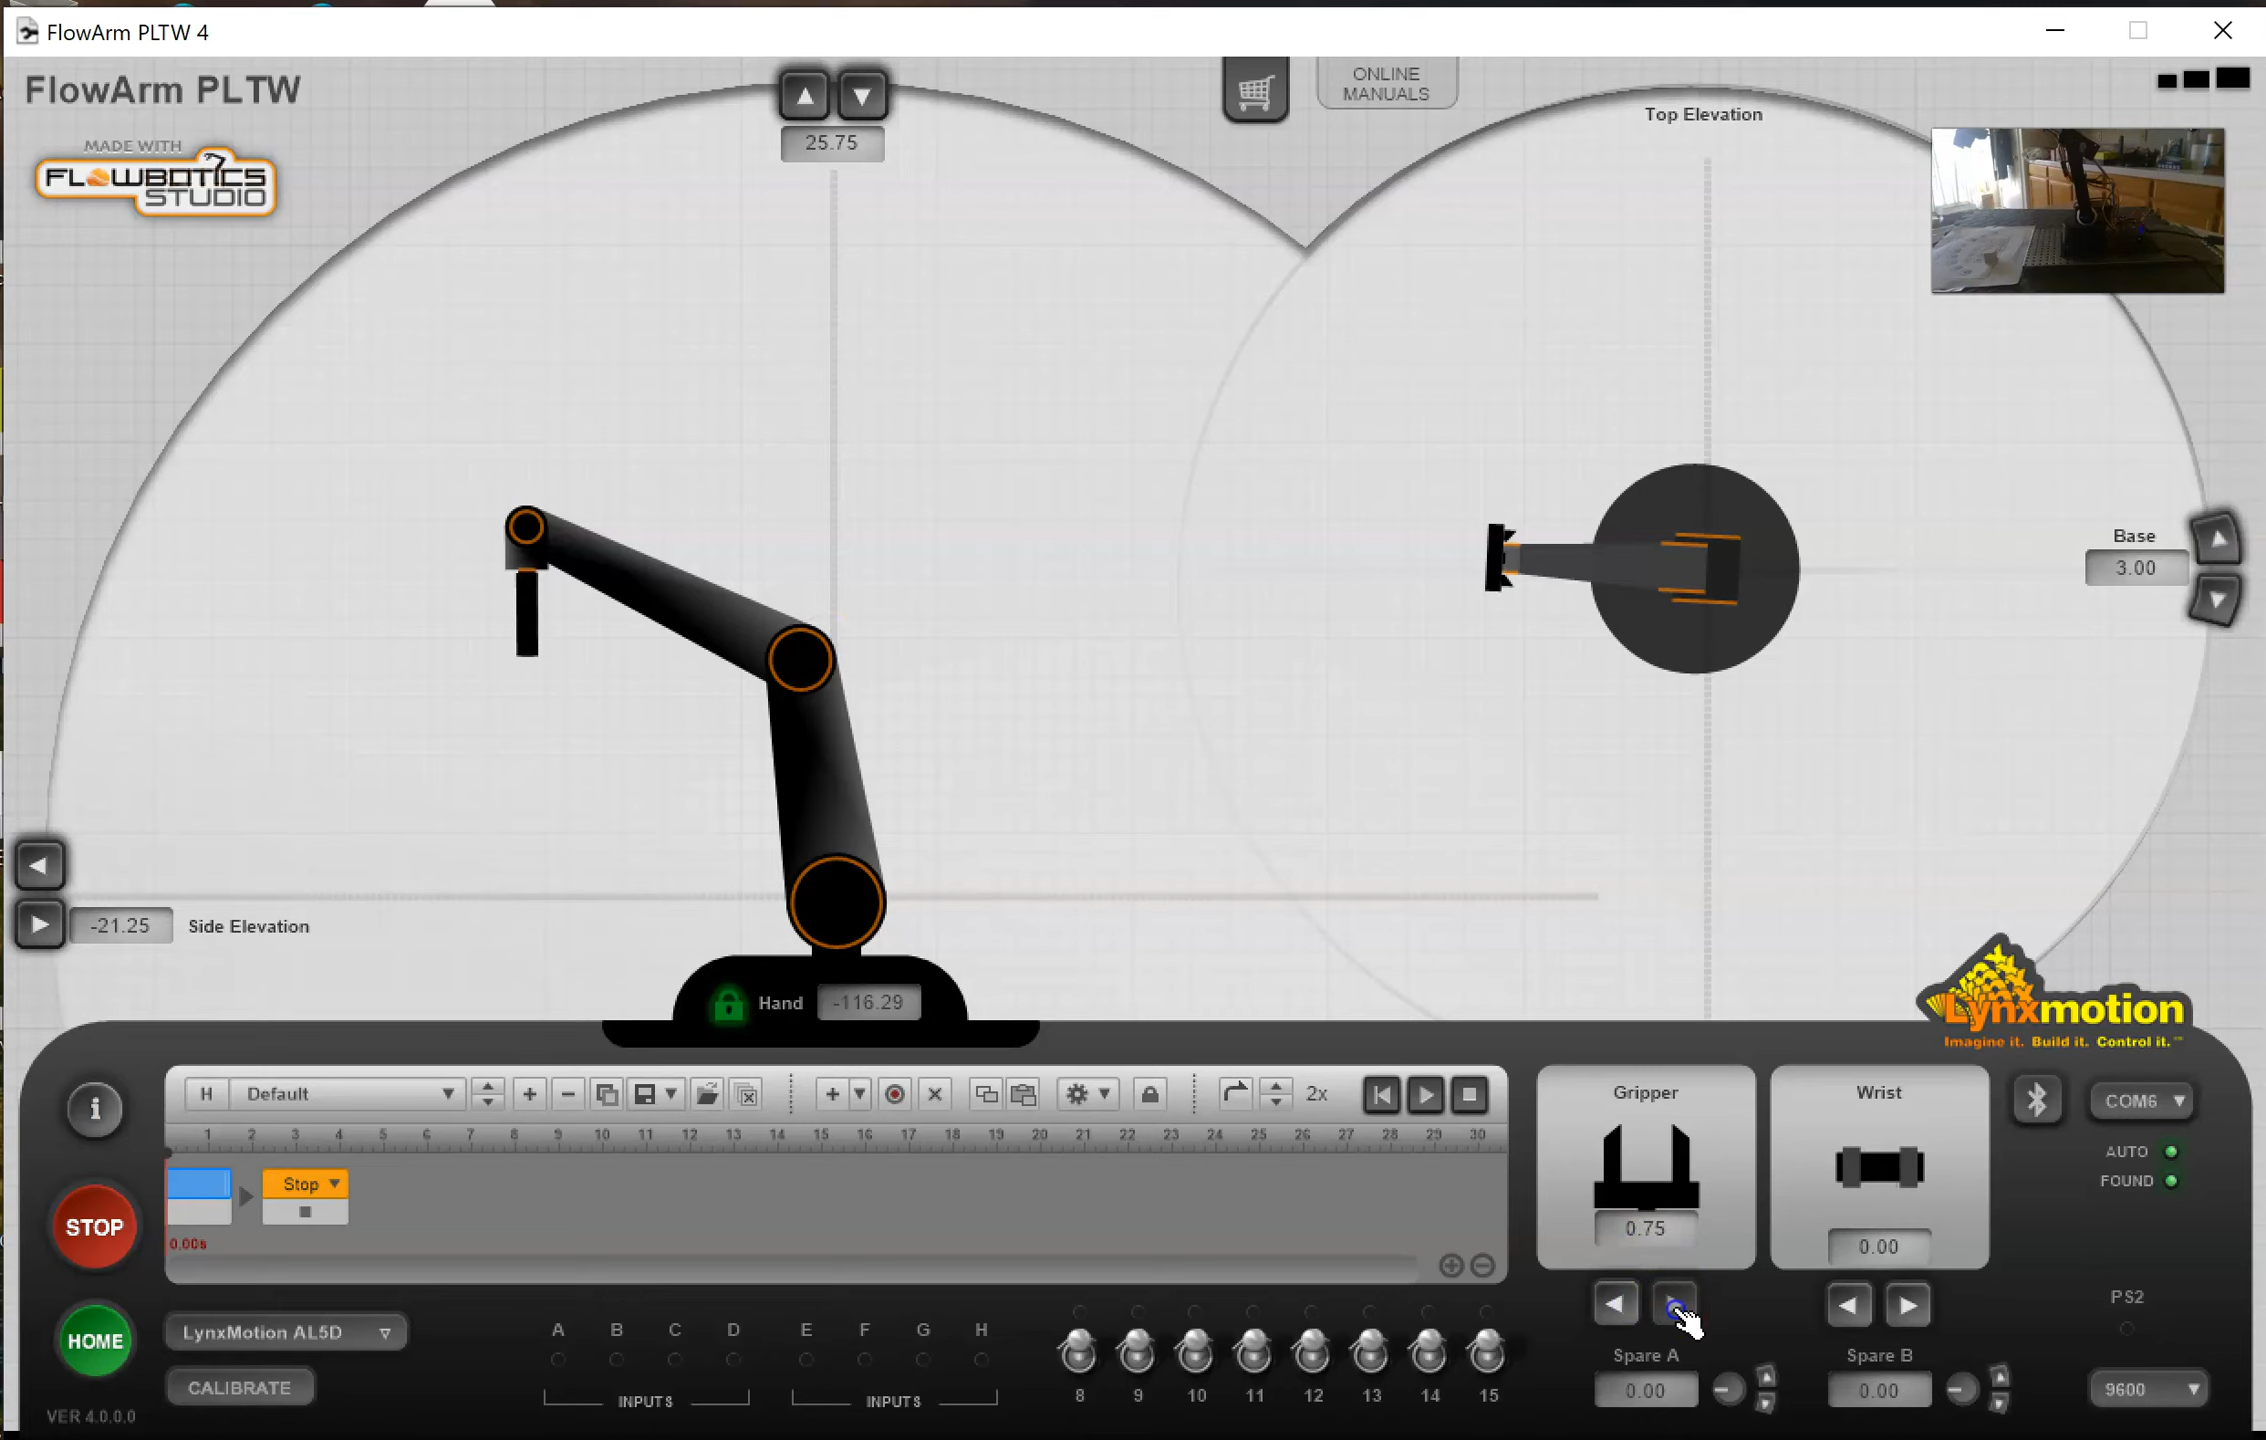 FlowArm PLTW 4
FlowArm PLTW
MADE WITH
FLOWBOTICS
STUDIO
25.75
ONLINE
MANUALS
Top Elevation
Base
3.00
-21.25
Side Elevation
Hand
-116.29
Lynxmotion
Imagine it. Build it. Control it.™
i
H
Default
2x
1 2 3 4 5 6 7 8 9 10 11 12 13 14 15 16 17 18 19 20 21 22 23 24 25 26 27 28 29 30
Stop
0.00s
STOP
HOME
LynxMotion AL5D
CALIBRATE
VER 4.0.0.0
A B C D E F G H
INPUTS
INPUTS
8 9 10 11 12 13 14 15
Gripper
0.75
Wrist
0.00
Spare A
0.00
Spare B
0.00
COM6
AUTO
FOUND
PS2
9600